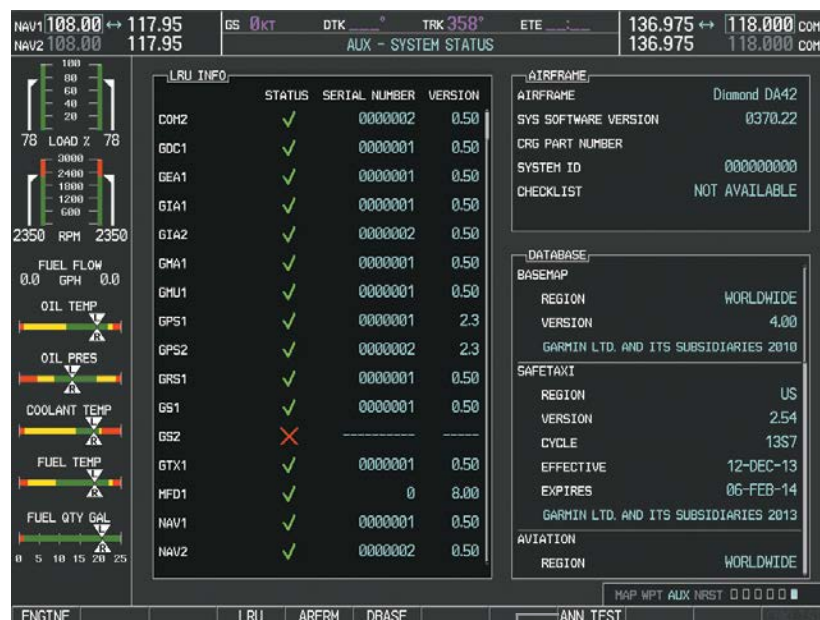 NAV1 108.00 ↔ 117.95 GS 0KT DTK ___° TRK 358° ETE __:__ 136.975 ↔ 118.000 COM
NAV2 108.00 117.95 AUX - SYSTEM STATUS 136.975 118.000 COM
100
80
60
40
20
78 LOAD % 78
3000
2400
1800
1200
600
2350 RPM 2350
FUEL FLOW
0.0 GPH 0.0
OIL TEMP
L
R
OIL PRES
L
R
COOLANT TEMP
L
R
FUEL TEMP
L
R
FUEL QTY GAL
L
R
0 5 10 15 20 25
LRU INFO
STATUS SERIAL NUMBER VERSION
COM2 ✓ 0000002 0.50
GDC1 ✓ 0000001 0.50
GEA1 ✓ 0000001 0.50
GIA1 ✓ 0000001 0.50
GIA2 ✓ 0000002 0.50
GMA1 ✓ 0000001 0.50
GMU1 ✓ 0000001 0.50
GPS1 ✓ 0000001 2.3
GPS2 ✓ 0000002 2.3
GRS1 ✓ 0000001 0.50
GS1 ✓ 0000001 0.50
GS2 ✗ ---------- -----
GTX1 ✓ 0000001 0.50
MFD1 ✓ 0 8.00
NAV1 ✓ 0000001 0.50
NAV2 ✓ 0000002 0.50
AIRFRAME
AIRFRAME Diamond DA42
SYS SOFTWARE VERSION 0370.22
CRG PART NUMBER
SYSTEM ID 000000000
CHECKLIST NOT AVAILABLE
DATABASE
BASEMAP
REGION WORLDWIDE
VERSION 4.00
GARMIN LTD. AND ITS SUBSIDIARIES 2010
SAFETAXI
REGION US
VERSION 2.54
CYCLE 13S7
EFFECTIVE 12-DEC-13
EXPIRES 06-FEB-14
GARMIN LTD. AND ITS SUBSIDIARIES 2013
AVIATION
REGION WORLDWIDE
MAP WPT AUX NRST
ENGINE LRU ARFRM DBASE ANN TEST